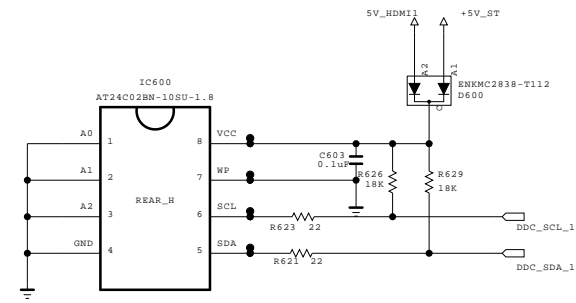 5V_HDMI1 +5V_ST
A2 A1
ENKMC2838-T112
D600
IC600
AT24C02BN-10SU-1.8
A0 1 8 VCC
C603
0.1uF
R626
18K
R629
18K
A1 2 7 WP
REAR_H
A2 3 6 SCL
R623 22
DDC_SCL_1
GND 4 5 SDA
R621 22
DDC_SDA_1
C